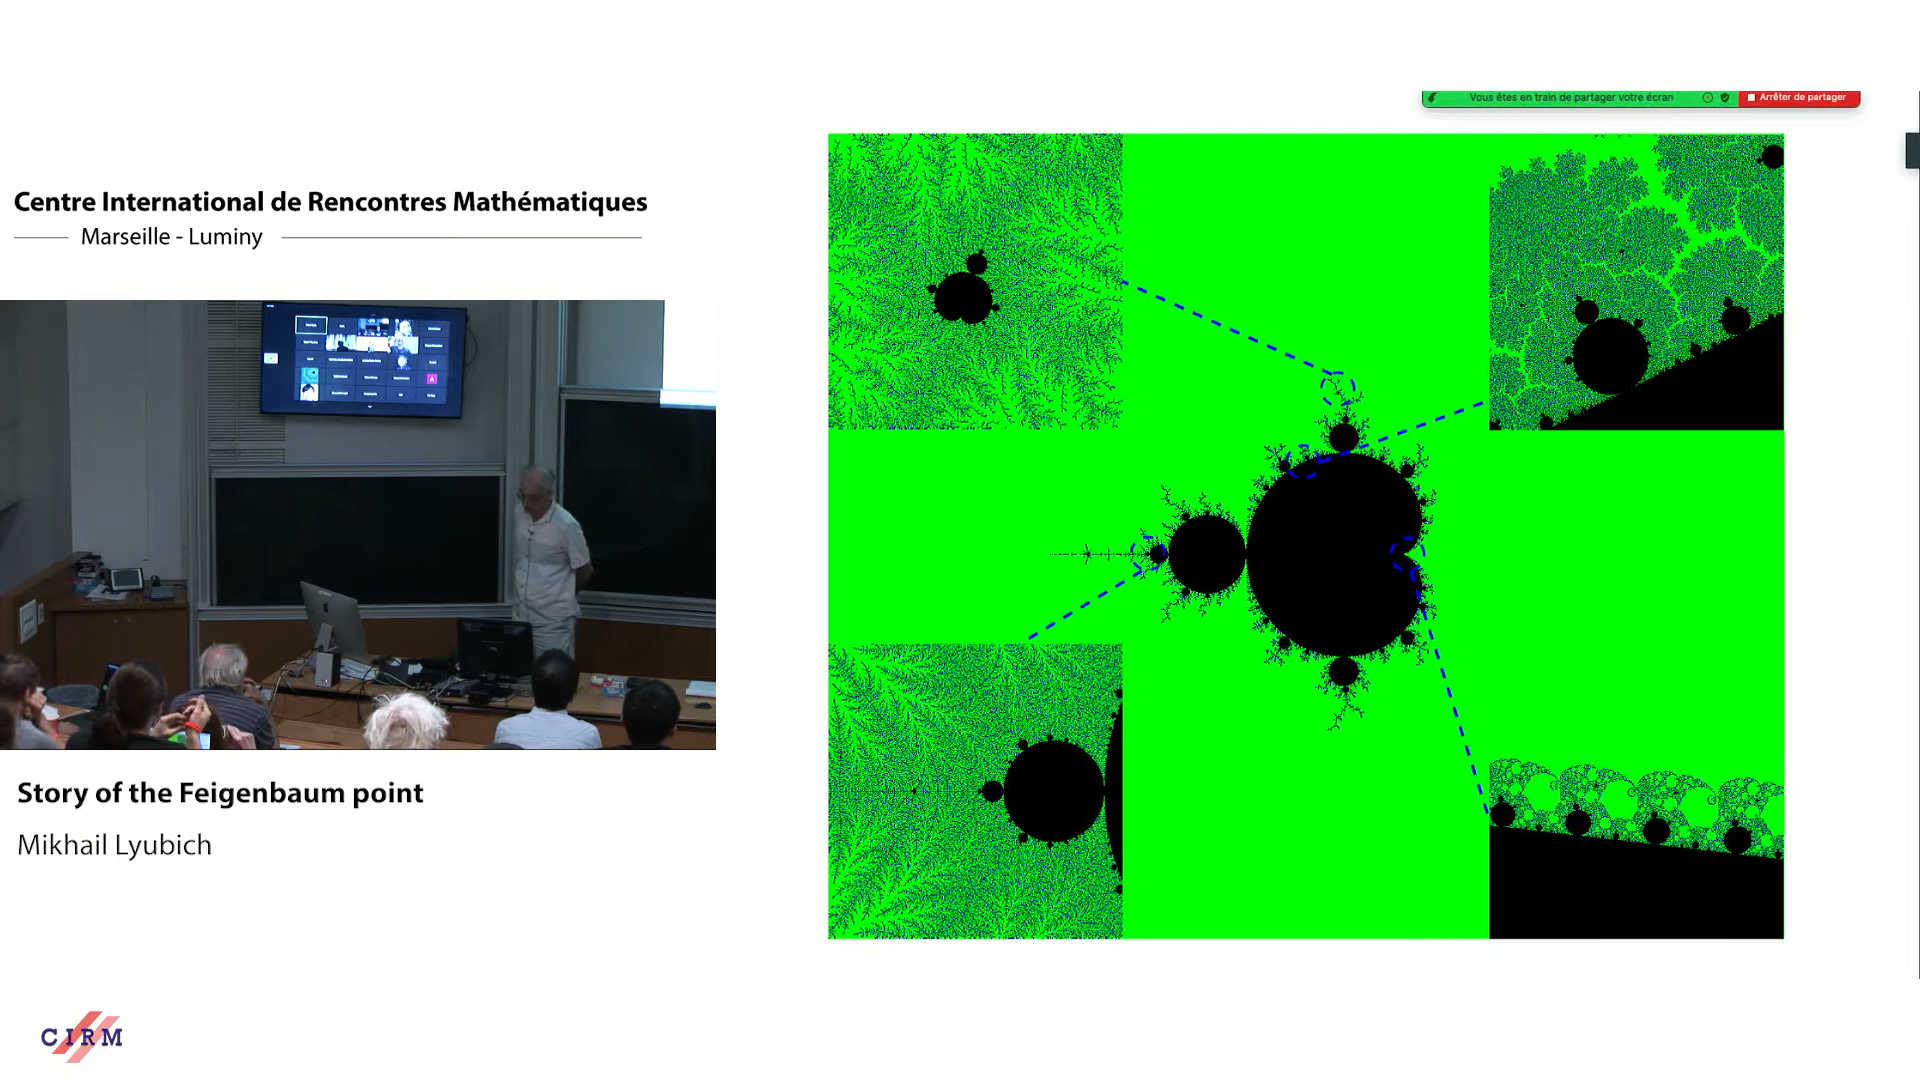 Vous êtes en train de partager votre écran
Arrêter de partager
Centre International de Rencontres Mathématiques
Marseille - Luminy
Story of the Feigenbaum point
Mikhail Lyubich
CIRM